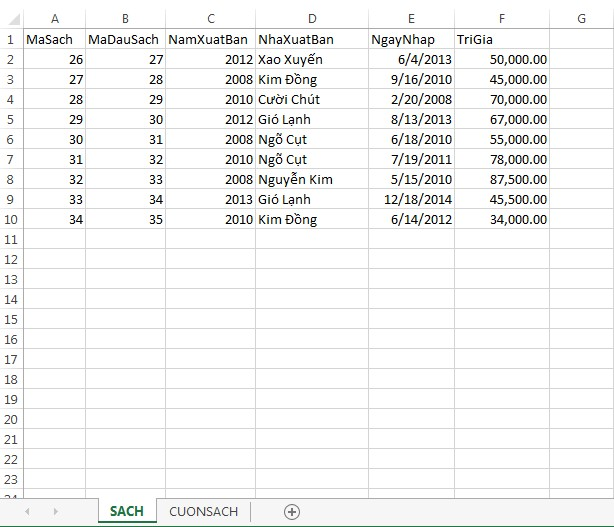 A B C D E F G
1 MaSach MaDauSach NamXuatBan NhaXuatBan NgayNhap TriGia
2 26 27 2012 Xao Xuyến 6/4/2013 50,000.00
3 27 28 2008 Kim Đồng 9/16/2010 45,000.00
4 28 29 2010 Cười Chút 2/20/2008 70,000.00
5 29 30 2012 Gió Lạnh 8/13/2013 67,000.00
6 30 31 2008 Ngõ Cụt 6/18/2010 55,000.00
7 31 32 2010 Ngõ Cụt 7/19/2011 78,000.00
8 32 33 2008 Nguyễn Kim 5/15/2010 87,500.00
9 33 34 2013 Gió Lạnh 12/18/2014 45,500.00
10 34 35 2010 Kim Đồng 6/14/2012 34,000.00
11
12
13
14
15
16
17
18
19
20
21
22
23
SACH CUONSACH